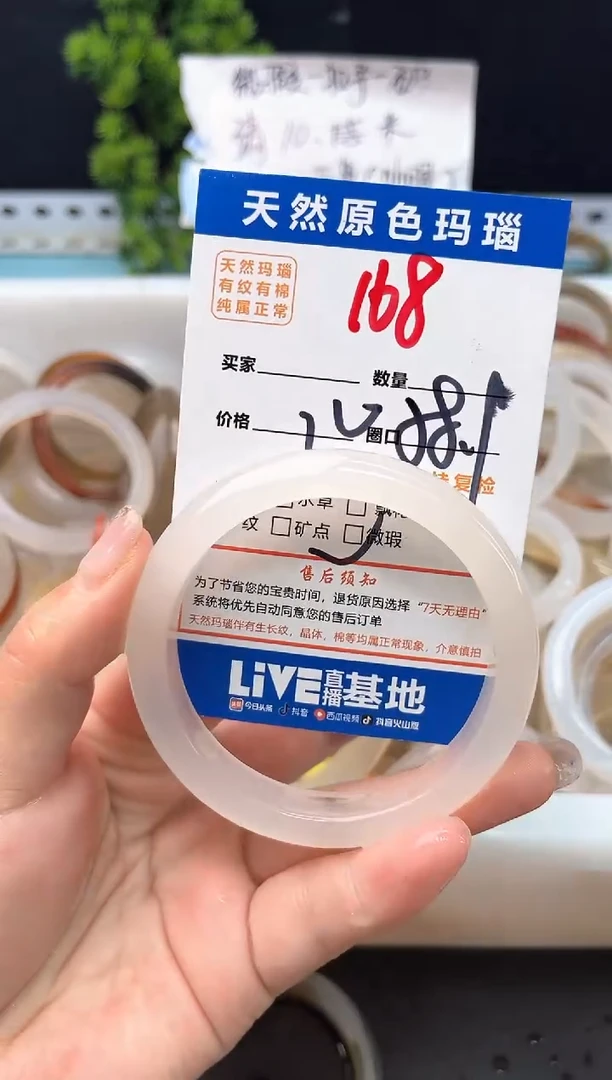 天然原色玛瑙
天然玛瑙
有纹有棉
纯属正常
168
买家 数量
价格 圈口
复检
水草
纹 矿点 微瑕
售后须知
为了节省您的宝贵时间，退货原因选择“7天无理由”
系统将优先自动同意您的售后订单
天然玛瑙伴有生长纹，晶体，棉等均属正常现象，介意慎拍
LiVE直播基地
今日头条 抖音 西瓜视频 抖音火山版